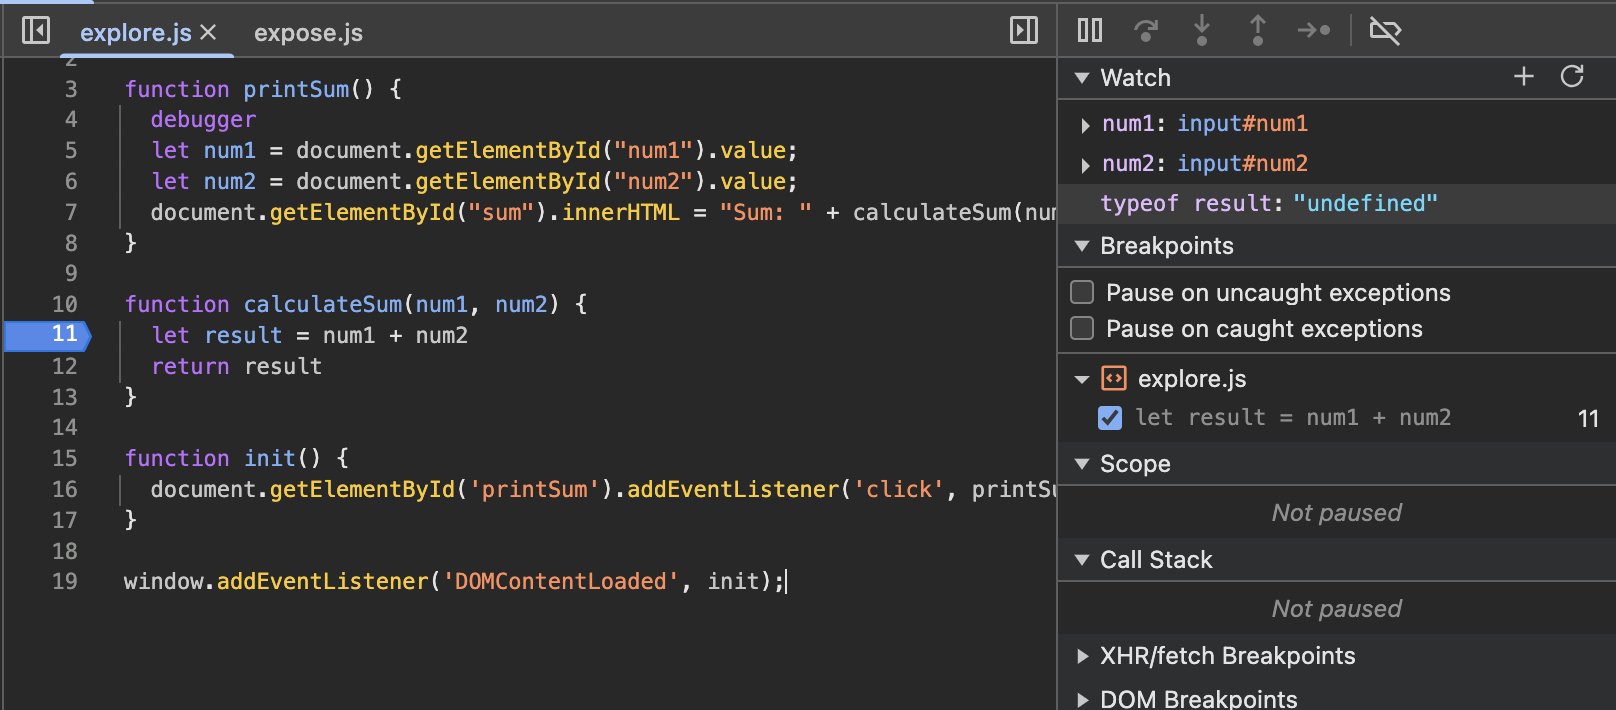 explore.js
expose.js
2
3 function printSum() {
4 debugger
5 let num1 = document.getElementById("num1").value;
6 let num2 = document.getElementById("num2").value;
7 document.getElementById("sum").innerHTML = "Sum: " + calculateSum(num
8 }
9
10 function calculateSum(num1, num2) {
11 let result = num1 + num2
12 return result
13 }
14
15 function init() {
16 document.getElementById('printSum').addEventListener('click', printSu
17 }
18
19 window.addEventListener('DOMContentLoaded', init);
Watch
num1: input#num1
num2: input#num2
typeof result: "undefined"
Breakpoints
Pause on uncaught exceptions
Pause on caught exceptions
explore.js
let result = num1 + num2 11
Scope
Not paused
Call Stack
Not paused
XHR/fetch Breakpoints
DOM Breakpoints